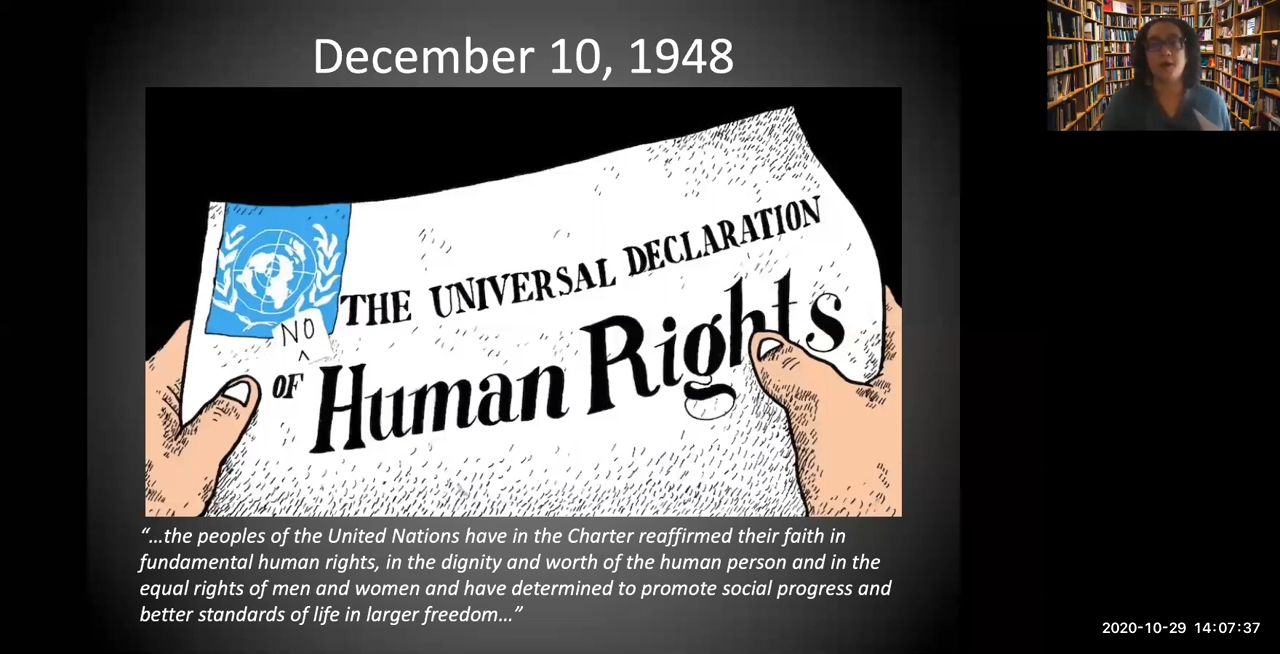 December 10, 1948
THE UNIVERSAL DECLARATION
NO
^
OF Human Rights
“…the peoples of the United Nations have in the Charter reaffirmed their faith in
fundamental human rights, in the dignity and worth of the human person and in the
equal rights of men and women and have determined to promote social progress and
better standards of life in larger freedom…”
2020-10-29 14:07:37